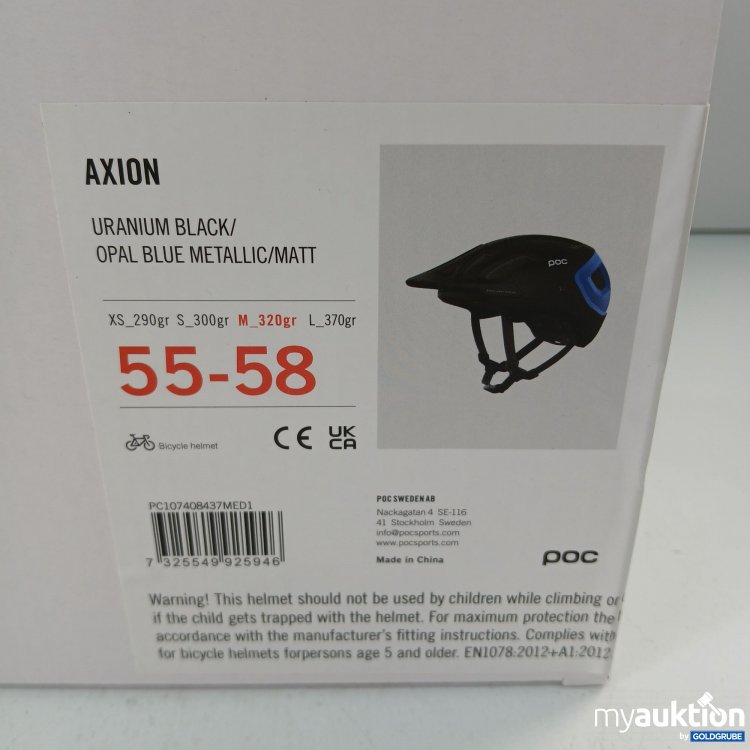 AXION
URANIUM BLACK/
OPAL BLUE METALLIC/MATT
XS_290gr S_300gr M_320gr L_370gr
55-58
Bicycle helmet
CE UK
CA
poc
PC107408437MED1
7 325549 925946
POC SWEDEN AB
Nackagatan 4 SE-116
41 Stockholm Sweden
info@pocsports.com
www.pocsports.com
Made in China
poc
Warning! This helmet should not be used by children while climbing or
if the child gets trapped with the helmet. For maximum protection the
accordance with the manufacturer's fitting instructions. Complies with
for bicycle helmets forpersons age 5 and older. EN1078:2012+A1:2012
myauktion
by GOLDGRUBE